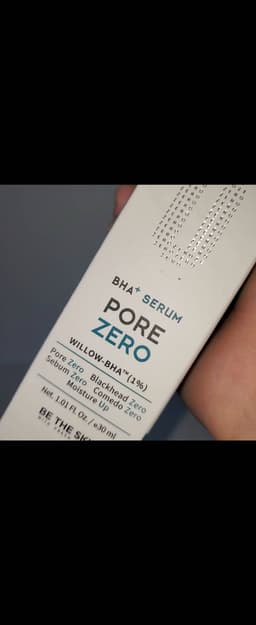 BHA+ SERUM
PORE
ZERO
WILLOW-BHA™ (1%)
Pore Zero Blackhead Zero
Sebum Zero Comedo Zero
Moisture Up
Net. 1.01 Fl. Oz. / e30 ml
BE THE SKIN